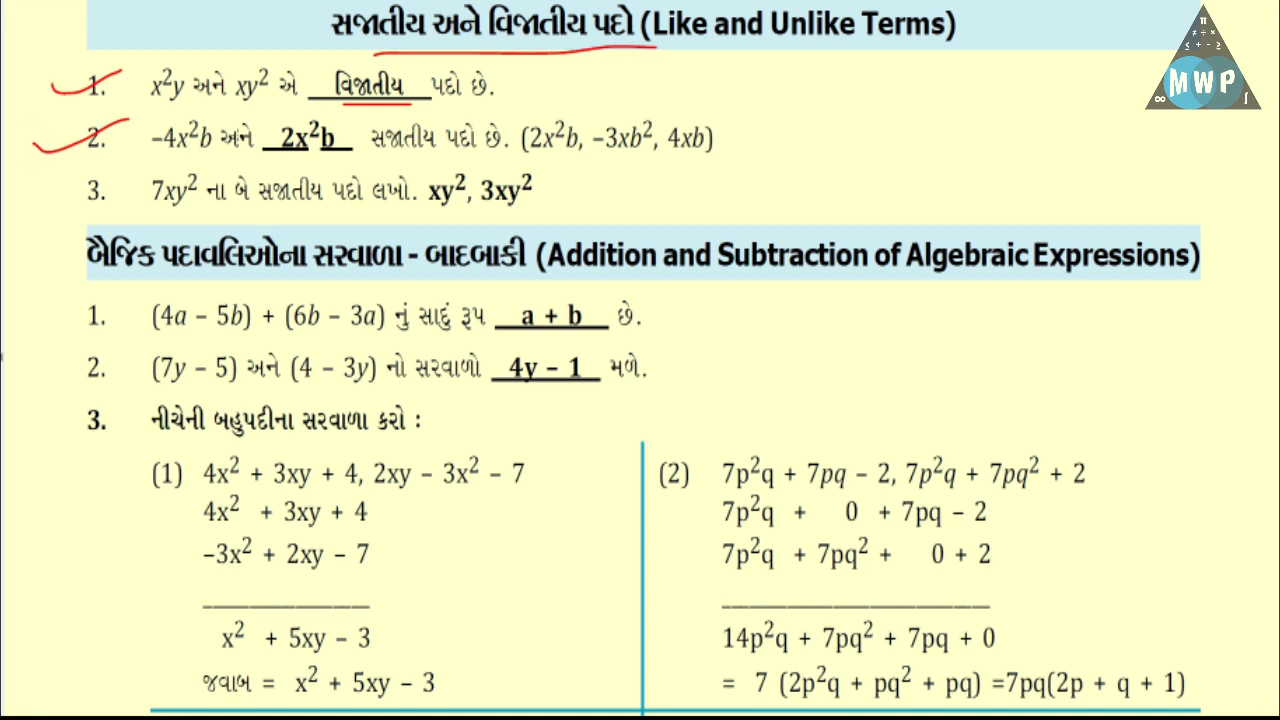 સજાતીય અને વિજાતીય પદો (Like and Unlike Terms)
1. x²y અને xy² એ વિજાતીય પદો છે.
2. –4x²b અને 2x²b સજાતીય પદો છે. (2x²b, –3xb², 4xb)
3. 7xy² ના બે સજાતીય પદો લખો. xy², 3xy²
બૈજિક પદાવલિઓના સરવાળા - બાદબાકી (Addition and Subtraction of Algebraic Expressions)
1. (4a – 5b) + (6b – 3a) નું સાદું રૂપ a + b છે.
2. (7y – 5) અને (4 – 3y) નો સરવાળો 4y – 1 મળે.
3. નીચેની બહુપદીના સરવાળા કરો :
(1) 4x² + 3xy + 4, 2xy – 3x² – 7
4x² + 3xy + 4
–3x² + 2xy – 7
x² + 5xy – 3
જવાબ = x² + 5xy – 3
(2) 7p²q + 7pq – 2, 7p²q + 7pq² + 2
7p²q + 0 + 7pq – 2
7p²q + 7pq² + 0 + 2
14p²q + 7pq² + 7pq + 0
= 7 (2p²q + pq² + pq) =7pq(2p + q + 1)
π
≤ + - ≥
MWP
∞ ∫